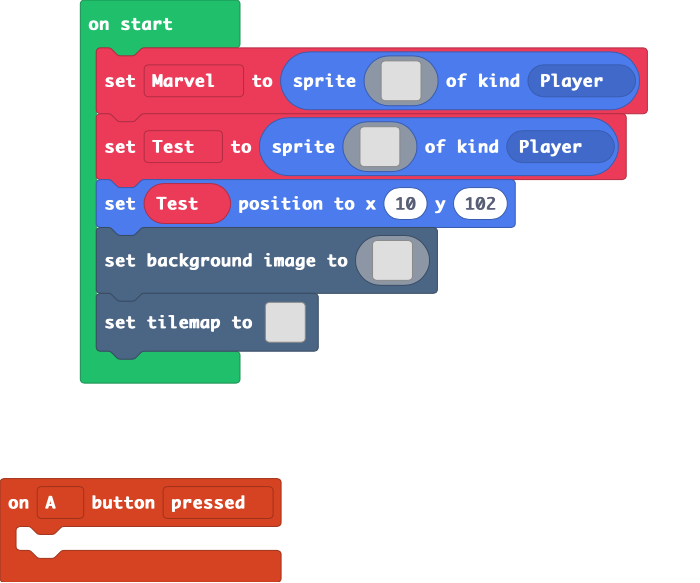 on start
set Marvel to sprite of kind Player
set Test to sprite of kind Player
set Test position to x 10 y 102
set background image to
set tilemap to
on A button pressed